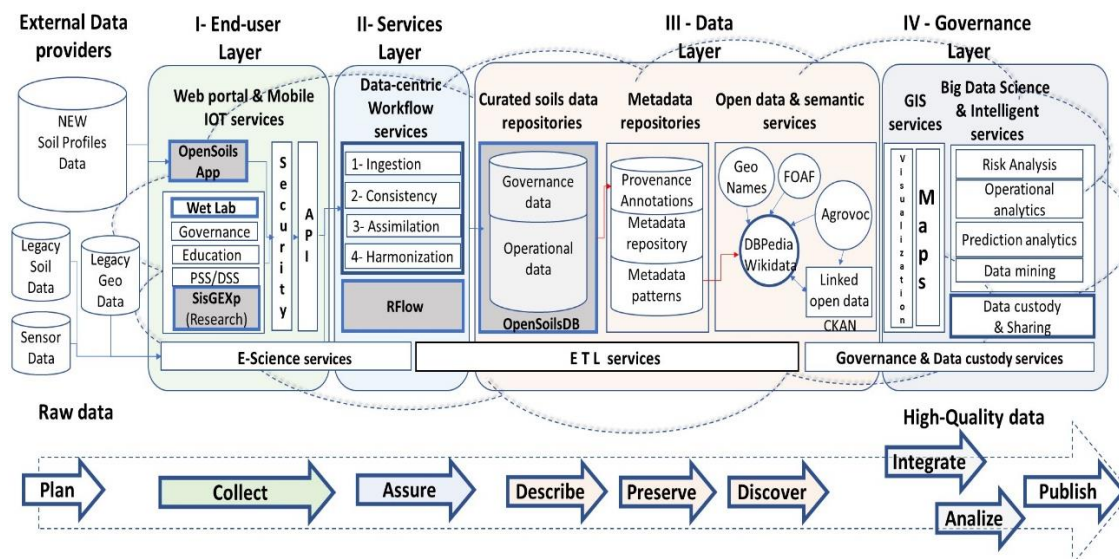 External Data
providers
I- End-user
Layer
II- Services
Layer
III - Data
Layer
IV - Governance
Layer
NEW
Soil Profiles
Data
Legacy
Soil
Data
Legacy
Geo
Data
Sensor
Data
Web portal & Mobile
IOT services
OpenSoils
App
Wet Lab
Governance
Education
PSS/DSS
SisGEXp
(Research)
Security
API
Data-centric
Workflow
services
1- Ingestion
2- Consistency
3- Assimilation
4- Harmonization
RFlow
Curated soils data
repositories
Governance
data
Operational
data
OpenSoilsDB
Metadata
repositories
Provenance
Annotations
Metadata
repository
Metadata
patterns
Open data & semantic
services
Geo
Names
FOAF
Agrovoc
DBPedia
Wikidata
Linked
open data
CKAN
GIS
services
Visualization
Maps
Big Data Science
& Intelligent
services
Risk Analysis
Operational
analytics
Prediction analytics
Data mining
Data custody
& Sharing
E-Science services
E T L services
Governance & Data custody services
Raw data
High-Quality data
Plan
Collect
Assure
Describe
Preserve
Discover
Integrate
Analize
Publish